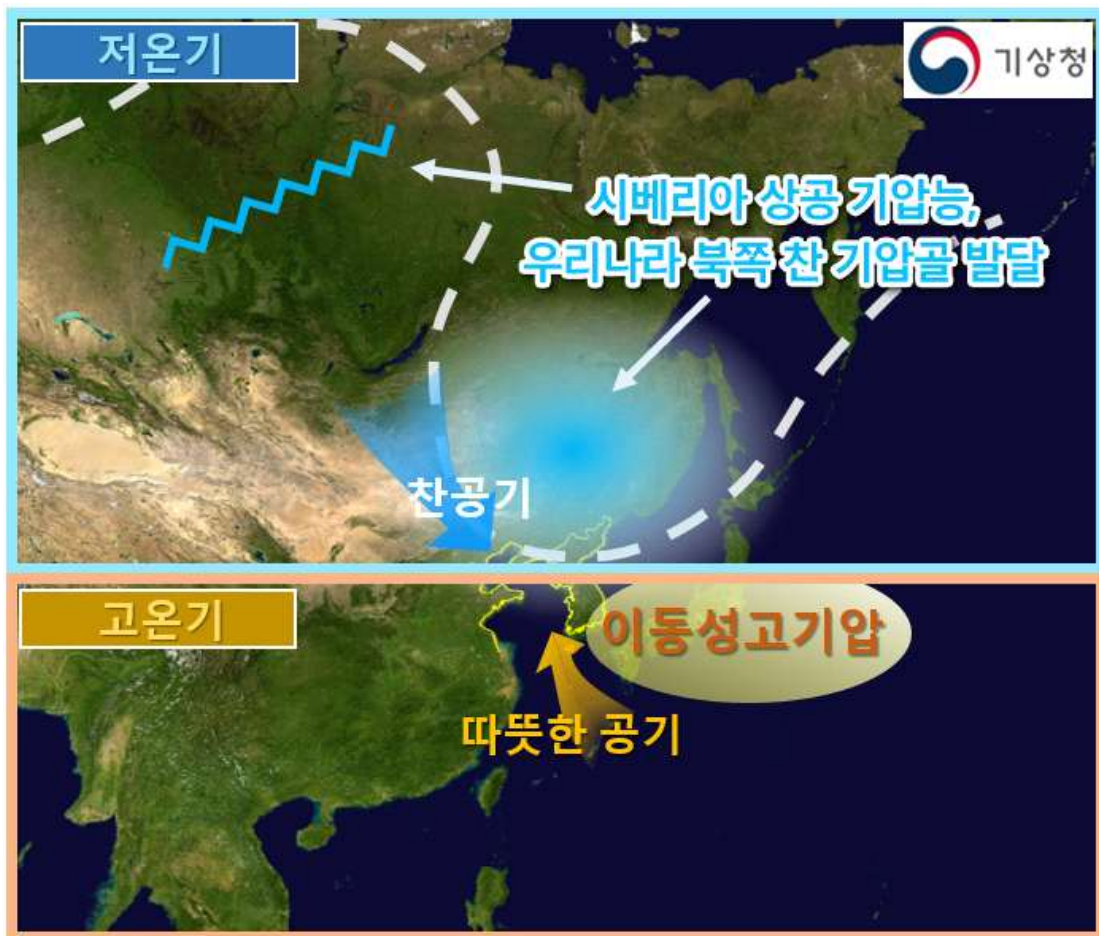 저온기
기상청
시베리아 상공 기압능,
우리나라 북쪽 찬 기압골 발달
찬공기
고온기
이동성고기압
따뜻한 공기